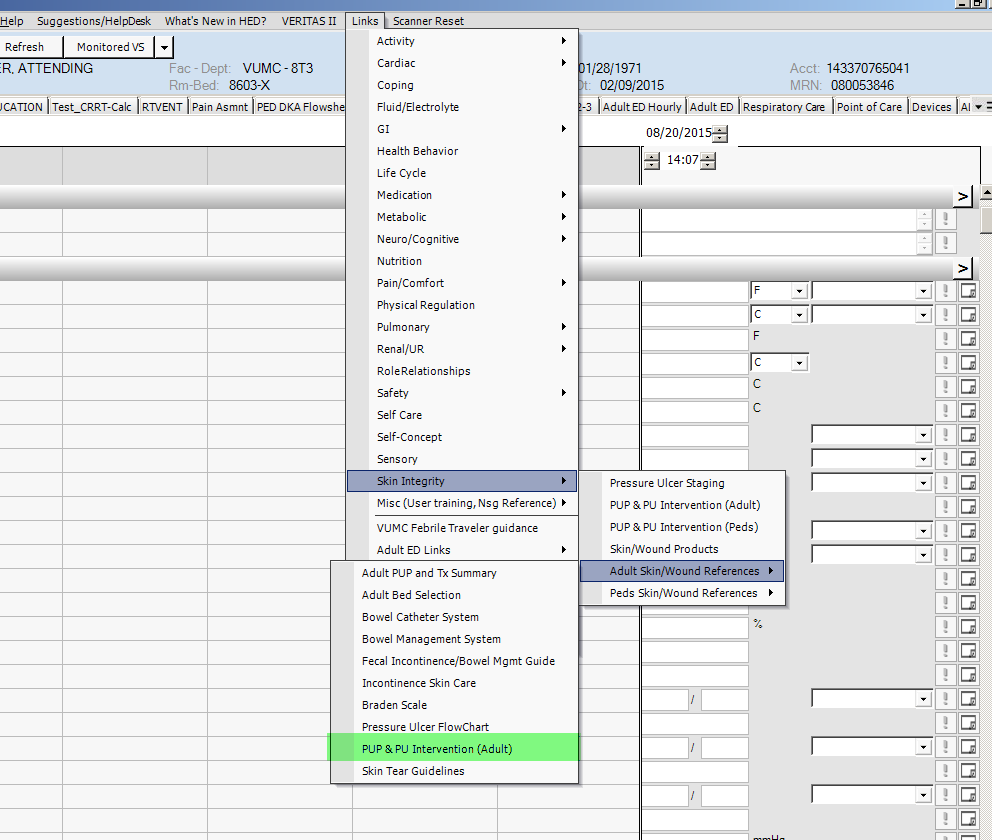 Help Suggestions/HelpDesk What's New in HED? VERITAS II Links Scanner Reset
Refresh Monitored VS
ER, ATTENDING Fac - Dept: VUMC - 8T3 01/28/1971 Acct: 143370765041
Rm-Bed: 8603-X Dt: 02/09/2015 MRN: 080053846
UCATION Test_CRRT-Calc RTVENT Pain Asmnt PED DKA Flowshe 2-3 Adult ED Hourly Adult ED Respiratory Care Point of Care Devices Al
08/20/2015
14:07
Activity
Cardiac
Coping
Fluid/Electrolyte
GI
Health Behavior
Life Cycle
Medication
Metabolic
Neuro/Cognitive
Nutrition
Pain/Comfort
Physical Regulation
Pulmonary
Renal/UR
RoleRelationships
Safety
Self Care
Self-Concept
Sensory
Skin Integrity
Misc (User training, Nsg Reference)
VUMC Febrile Traveler guidance
Adult ED Links
Pressure Ulcer Staging
PUP & PU Intervention (Adult)
PUP & PU Intervention (Peds)
Skin/Wound Products
Adult Skin/Wound References
Peds Skin/Wound References
Adult PUP and Tx Summary
Adult Bed Selection
Bowel Catheter System
Bowel Management System
Fecal Incontinence/Bowel Mgmt Guide
Incontinence Skin Care
Braden Scale
Pressure Ulcer FlowChart
PUP & PU Intervention (Adult)
Skin Tear Guidelines
>
>
F
C
F
C
C
C
%
/
/
/
mmHg